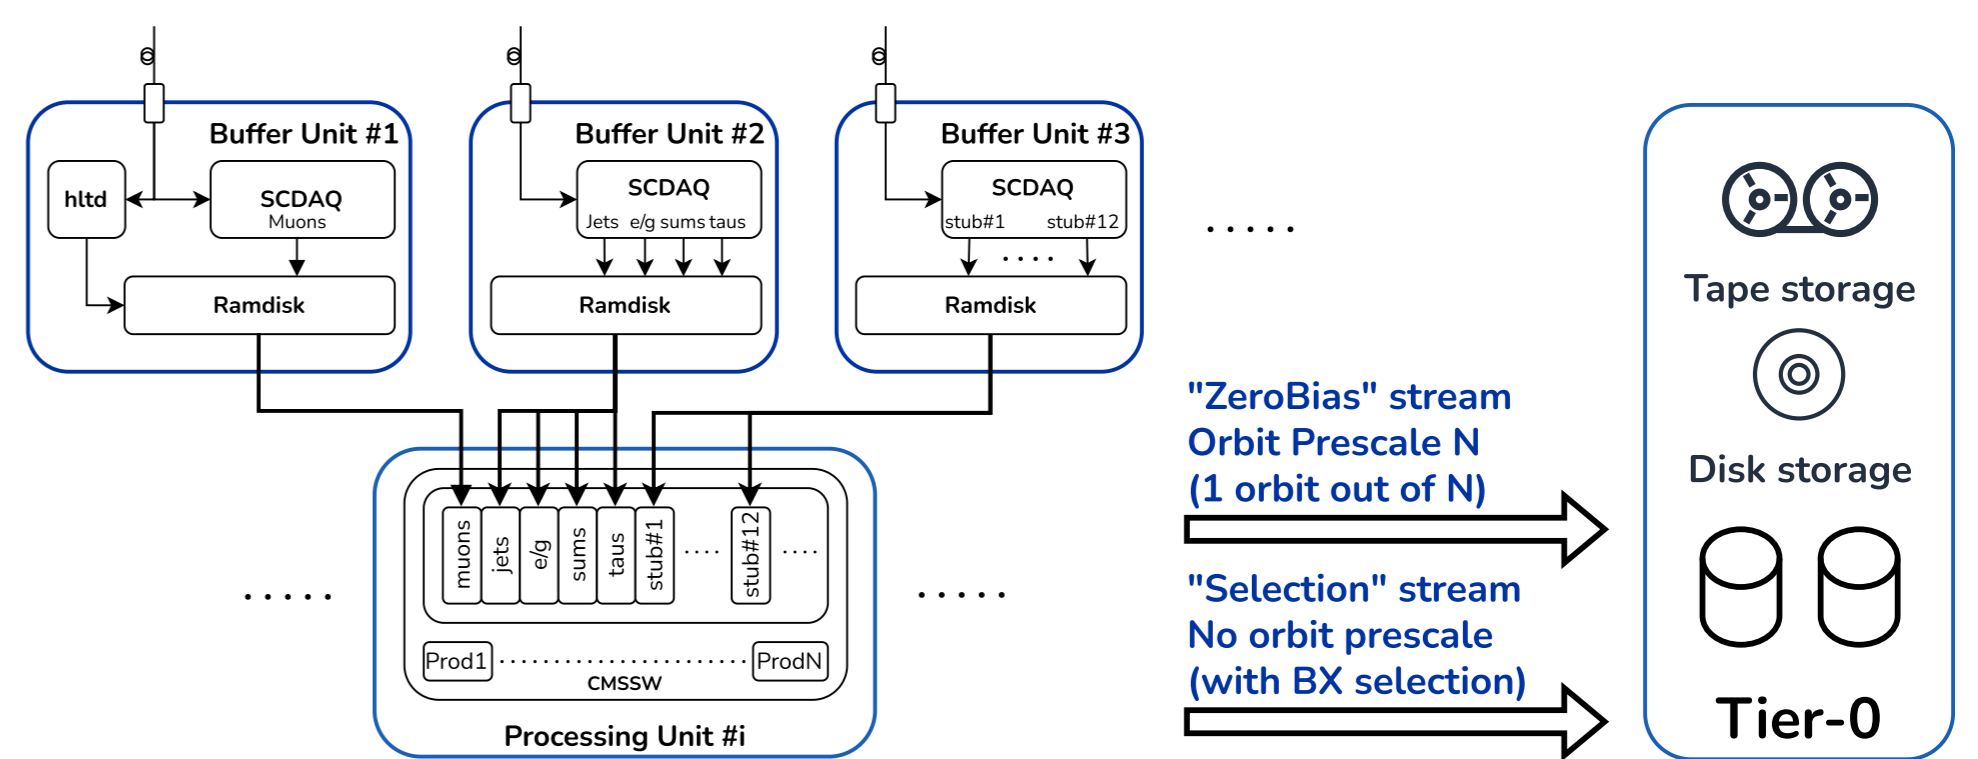 Buffer Unit #1
hltd
SCDAQ
Muons
Ramdisk
Buffer Unit #2
SCDAQ
Jets e/g sums taus
Ramdisk
Buffer Unit #3
SCDAQ
stub#1 stub#12
. . . .
Ramdisk
. . . . .
muons
jets
e/g
sums
taus
stub#1
. . . .
stub#12
. . . .
Prod1 ........................ ProdN
CMSSW
Processing Unit #i
. . . . .
. . . . .
"ZeroBias" stream
Orbit Prescale N
(1 orbit out of N)
"Selection" stream
No orbit prescale
(with BX selection)
Tape storage
Disk storage
Tier-0